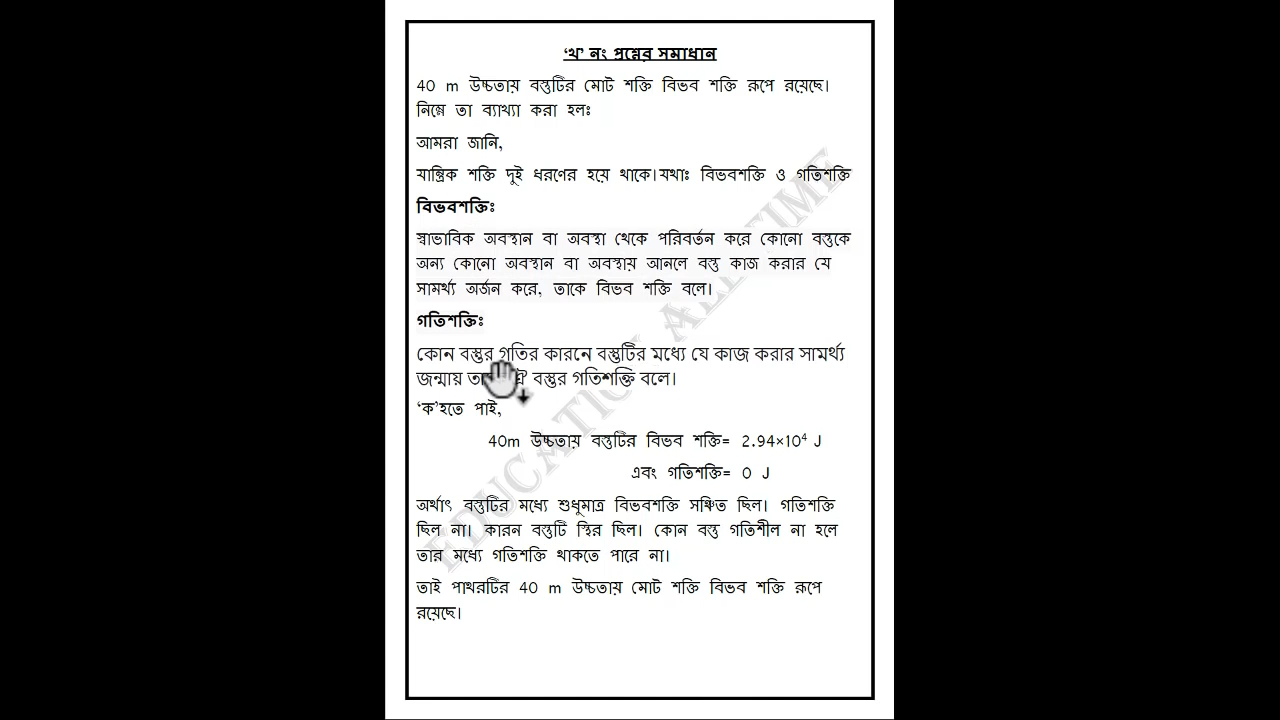 ‘খ’ নং প্রশ্নের সমাধান
40 m উচ্চতায় বস্তুটির মোট শক্তি বিভব শক্তি রূপে রয়েছে।
নিম্নে তা ব্যাখ্যা করা হলঃ
আমরা জানি,
যান্ত্রিক শক্তি দুই ধরণের হয়ে থাকে। যথাঃ বিভবশক্তি ও গতিশক্তি
বিভবশক্তিঃ
স্বাভাবিক অবস্থান বা অবস্থা থেকে পরিবর্তন করে কোনো বস্তুকে
অন্য কোনো অবস্থান বা অবস্থায় আনলে বস্তু কাজ করার যে
সামর্থ্য অর্জন করে, তাকে বিভব শক্তি বলে।
গতিশক্তিঃ
কোন বস্তুর গতির কারনে বস্তুটির মধ্যে যে কাজ করার সামর্থ্য
জন্মায় ঐ বস্তুর গতিশক্তি বলে।
‘ক’হতে পাই,
40m উচ্চতায় বস্তুটির বিভব শক্তি= 2.94×10⁴ J
এবং গতিশক্তি= 0 J
অর্থাৎ বস্তুটির মধ্যে শুধুমাত্র বিভবশক্তি সঞ্চিত ছিল। গতিশক্তি
ছিল না। কারন বস্তুটি স্থির ছিল। কোন বস্তু গতিশীল না হলে
তার মধ্যে গতিশক্তি থাকতে পারে না।
তাই পাথরটির 40 m উচ্চতায় মোট শক্তি বিভব শক্তি রূপে
রয়েছে।
EDUCATION ALL TIME